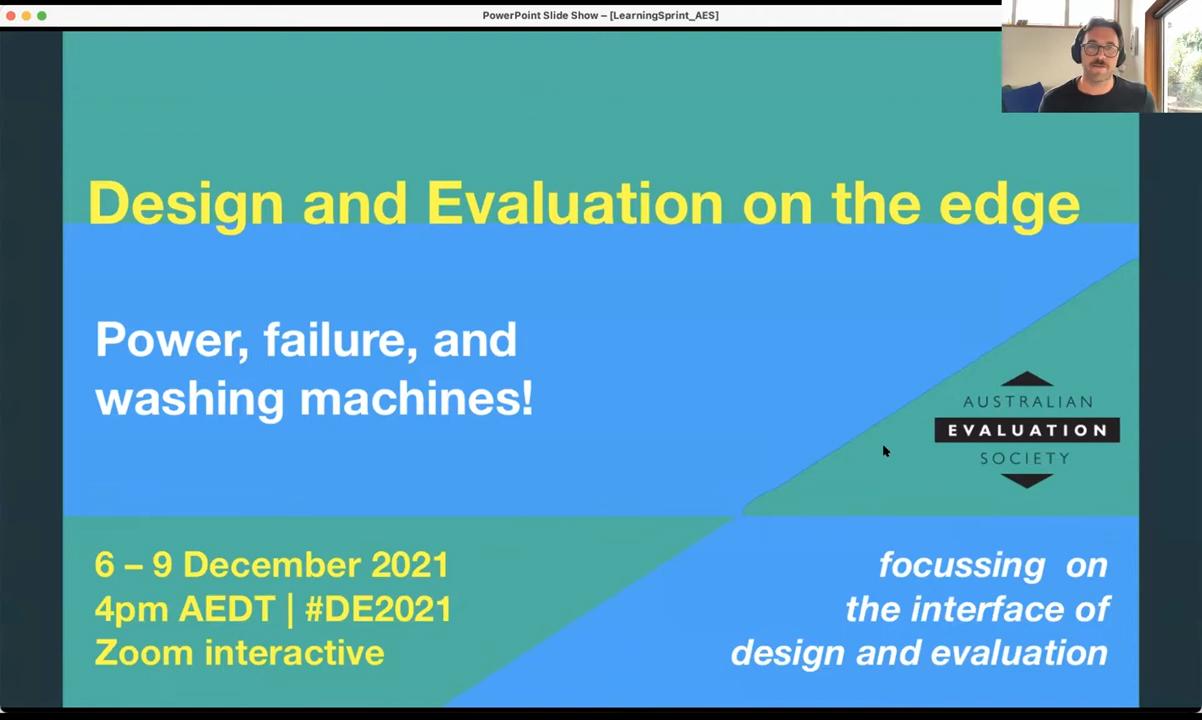 PowerPoint Slide Show – [LearningSprint_AES]
Design and Evaluation on the edge
Power, failure, and
washing machines!
AUSTRALIAN
EVALUATION
SOCIETY
6 – 9 December 2021
4pm AEDT | #DE2021
Zoom interactive
focussing on
the interface of
design and evaluation